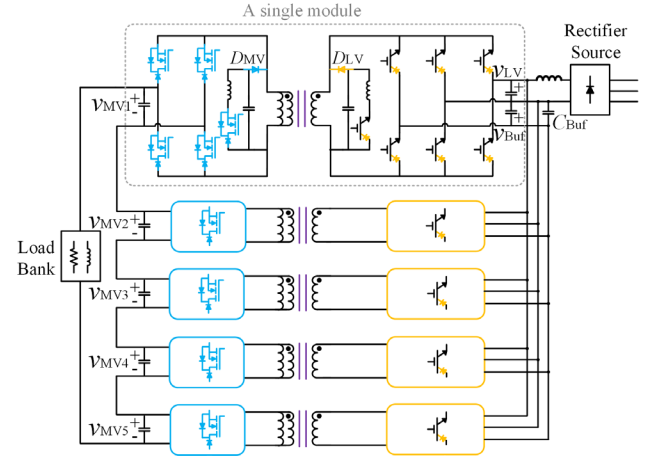 A single module
Rectifier
Source
DMV
DLV
vLV
vMV1
+
-
+
+
vBuf
CBuf
vMV2
+
-
Load
Bank
vMV3
+
-
vMV4
+
-
vMV5
+
-